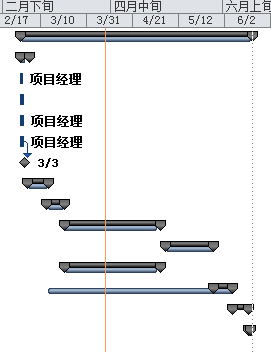 二月下旬 四月中旬 六月上旬
2/17 3/10 3/31 4/21 5/12 6/2
项目经理
项目经理
项目经理
3/3